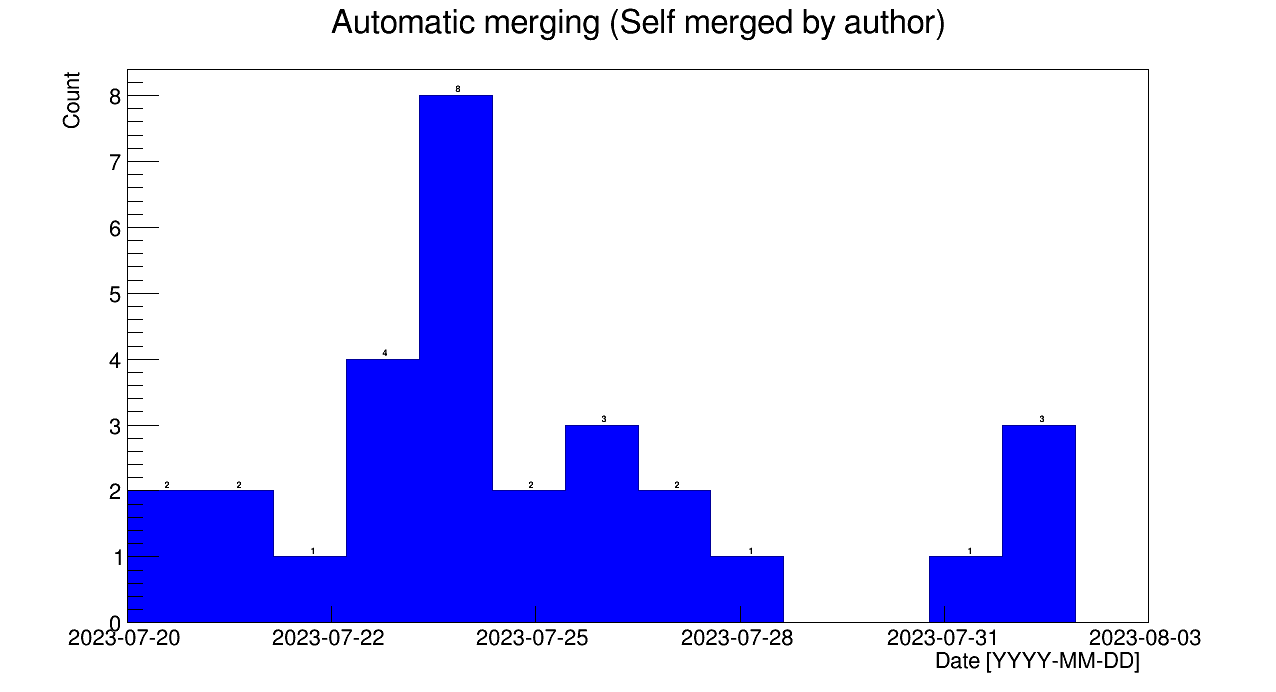 Automatic merging (Self merged by author)
Count
8
7
6
5
4
3
2
1
0
2 2 1 4 8 2 3 2 1 1 3
2023-07-20 2023-07-22 2023-07-25 2023-07-28 2023-07-31 2023-08-03
Date [YYYY-MM-DD]